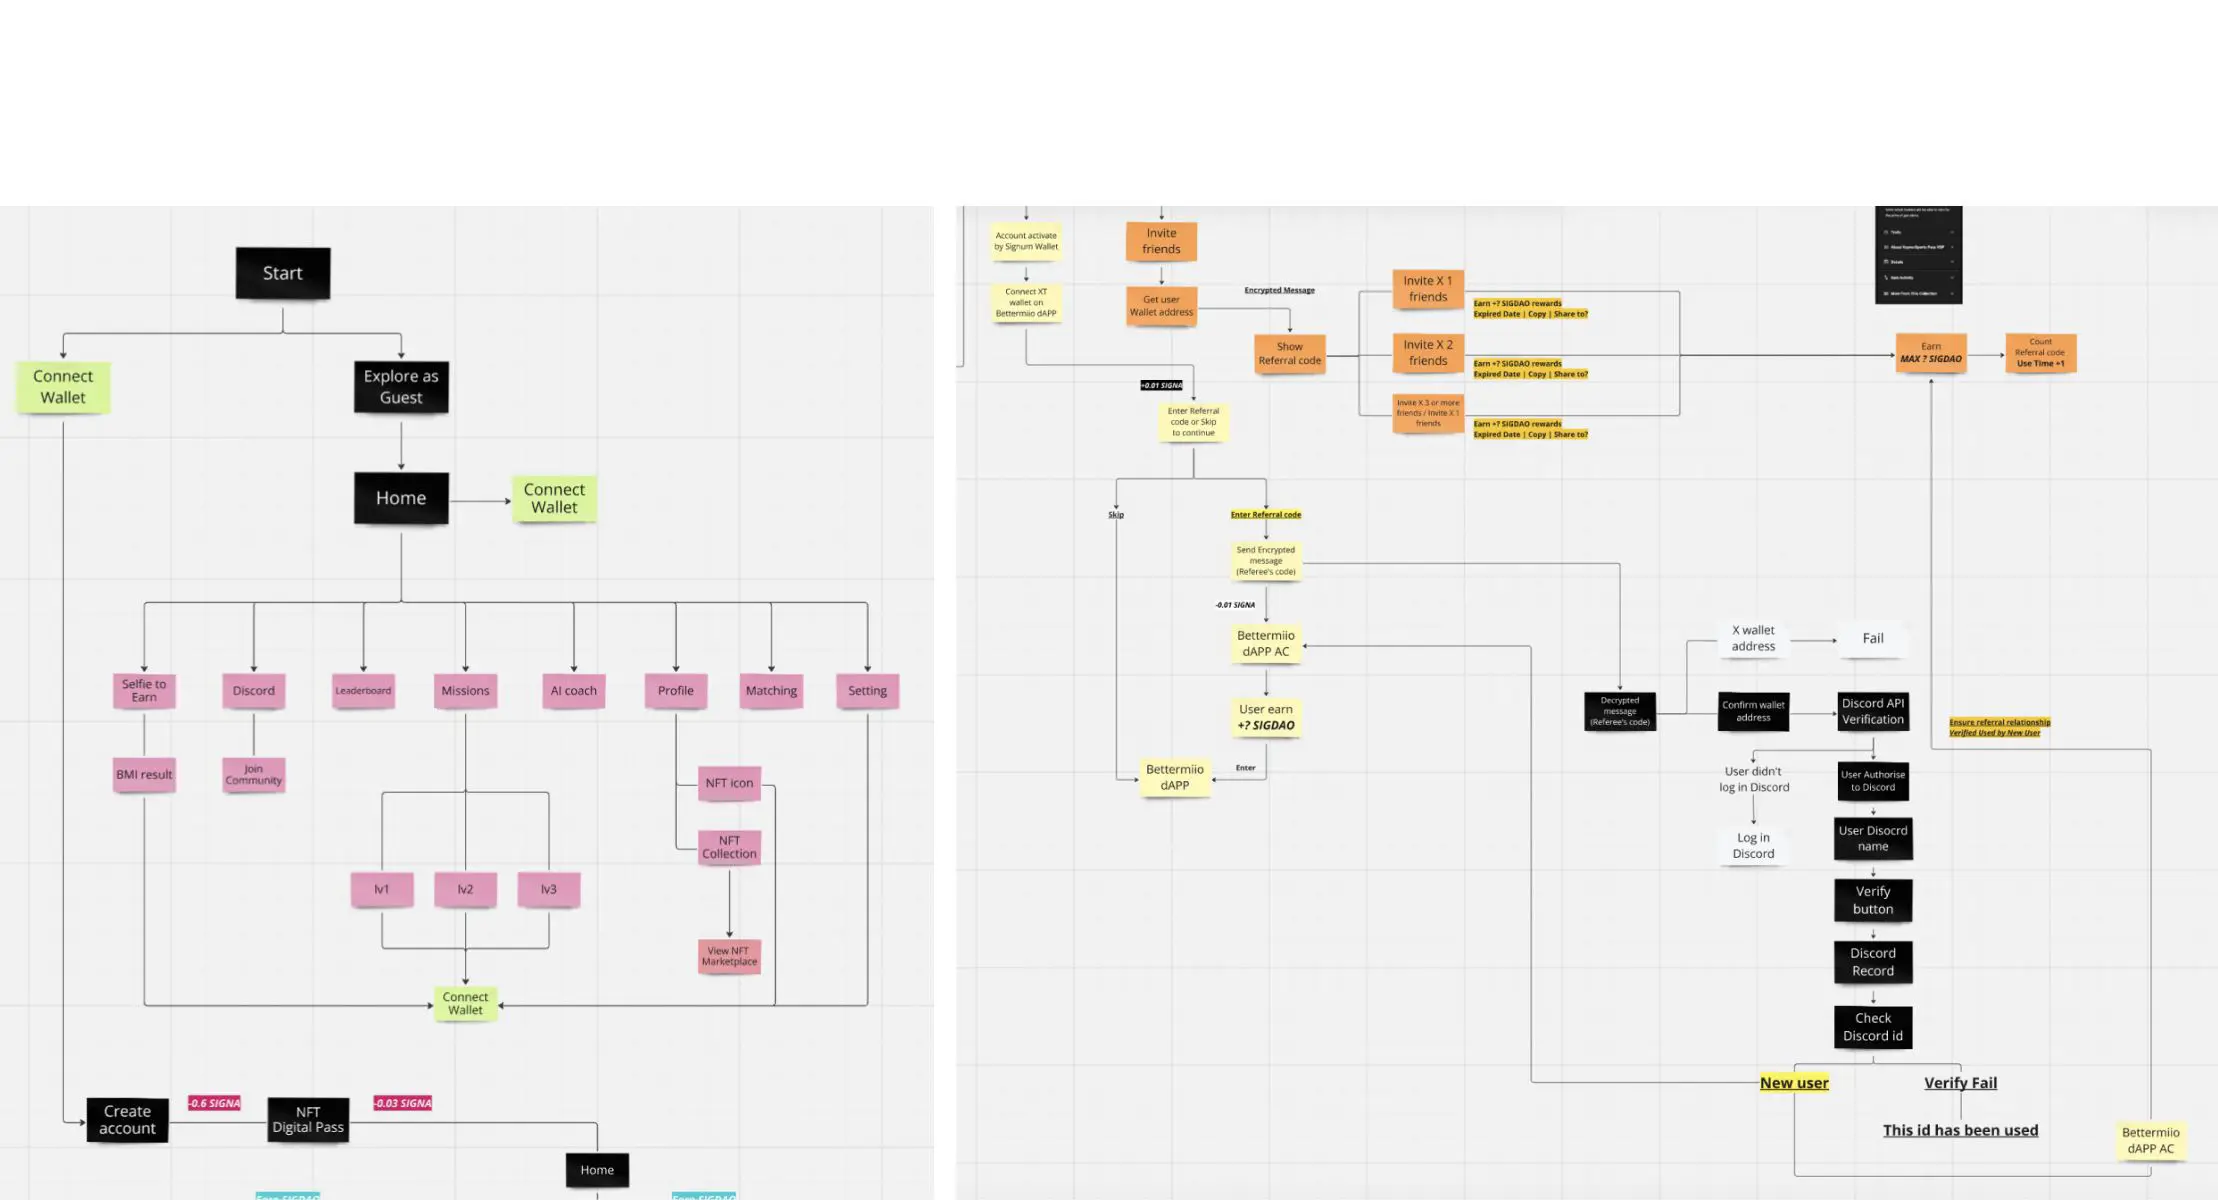 Start
Connect
Wallet
Explore as
Guest
Home
Connect
Wallet
Selfie to
Earn
Discord
Leaderboard
Missions
AI coach
Profile
Matching
Setting
BMI result
Join
Community
NFT icon
NFT
Collection
lv1
lv2
lv3
View NFT
Marketplace
Connect
Wallet
Create
account
-0.6 SIGNA
NFT
Digital Pass
-0.03 SIGNA
Home
Earn SIGDAO
Earn SIGDAO
Account activate
by Signum Wallet
Invite
friends
Connect XT
wallet on
Bettermiio dAPP
Get user
Wallet address
Encrypted Message
Show
Referral code
Invite X 1
friends
Earn +? SIGDAO rewards
Expired Date | Copy | Share to?
Invite X 2
friends
Earn +? SIGDAO rewards
Expired Date | Copy | Share to?
Invite X 3 or more
friends / Invite X 1
friends
Earn +? SIGDAO rewards
Expired Date | Copy | Share to?
Details
Earn
MAX ? SIGDAO
Count
Referral code
Use Time +1
+0.01 SIGNA
Enter Referral
code or Skip
to continue
Skip
Enter Referral code
Send Encrypted
message
(Referee's code)
-0.01 SIGNA
Bettermiio
dAPP AC
User earn
+? SIGDAO
Enter
Bettermiio
dAPP
X wallet
address
Fail
Decrypted
message
(Referee's code)
Confirm wallet
address
Discord API
Verification
Ensure referral relationship
Verified Used by New User
User didn't
log in Discord
User Authorise
to Discord
Log in
Discord
User Disocrd
name
Verify
button
Discord
Record
Check
Discord id
New user
Verify Fail
This id has been used
Bettermiio
dAPP AC